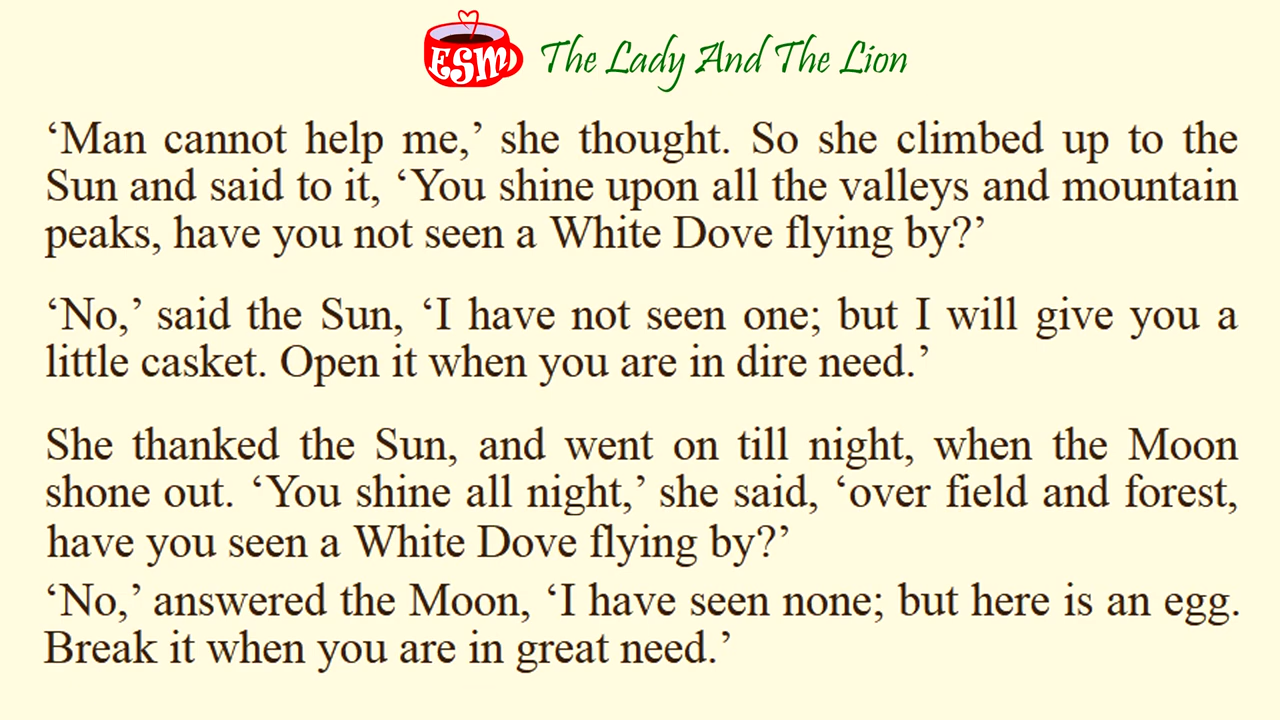 ESM The Lady And The Lion
‘Man cannot help me,’ she thought. So she climbed up to the
Sun and said to it, ‘You shine upon all the valleys and mountain
peaks, have you not seen a White Dove flying by?’
‘No,’ said the Sun, ‘I have not seen one; but I will give you a
little casket. Open it when you are in dire need.’
She thanked the Sun, and went on till night, when the Moon
shone out. ‘You shine all night,’ she said, ‘over field and forest,
have you seen a White Dove flying by?’
‘No,’ answered the Moon, ‘I have seen none; but here is an egg.
Break it when you are in great need.’